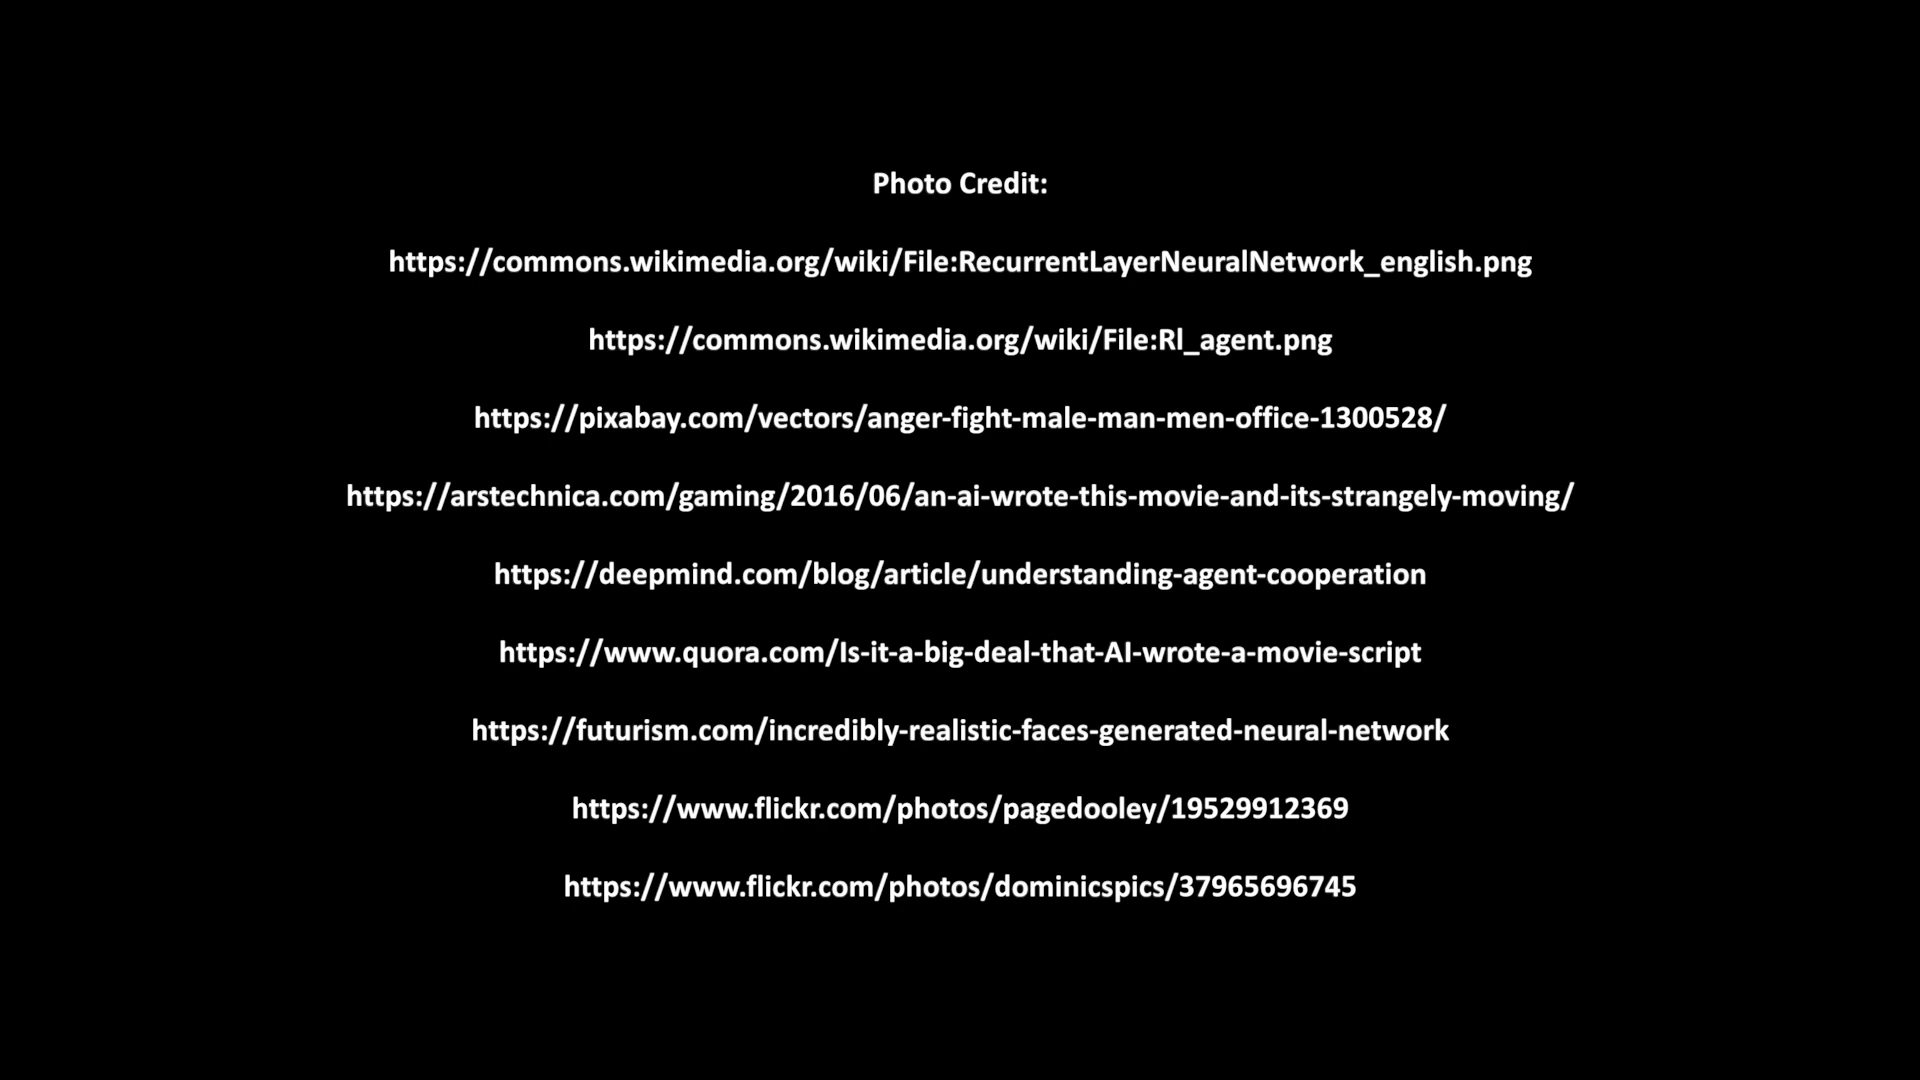 Photo Credit:
https://commons.wikimedia.org/wiki/File:RecurrentLayerNeuralNetwork_english.png
https://commons.wikimedia.org/wiki/File:Rl_agent.png
https://pixabay.com/vectors/anger-fight-male-man-men-office-1300528/
https://arstechnica.com/gaming/2016/06/an-ai-wrote-this-movie-and-its-strangely-moving/
https://deepmind.com/blog/article/understanding-agent-cooperation
https://www.quora.com/Is-it-a-big-deal-that-AI-wrote-a-movie-script
https://futurism.com/incredibly-realistic-faces-generated-neural-network
https://www.flickr.com/photos/pagedooley/19529912369
https://www.flickr.com/photos/dominicspics/37965696745